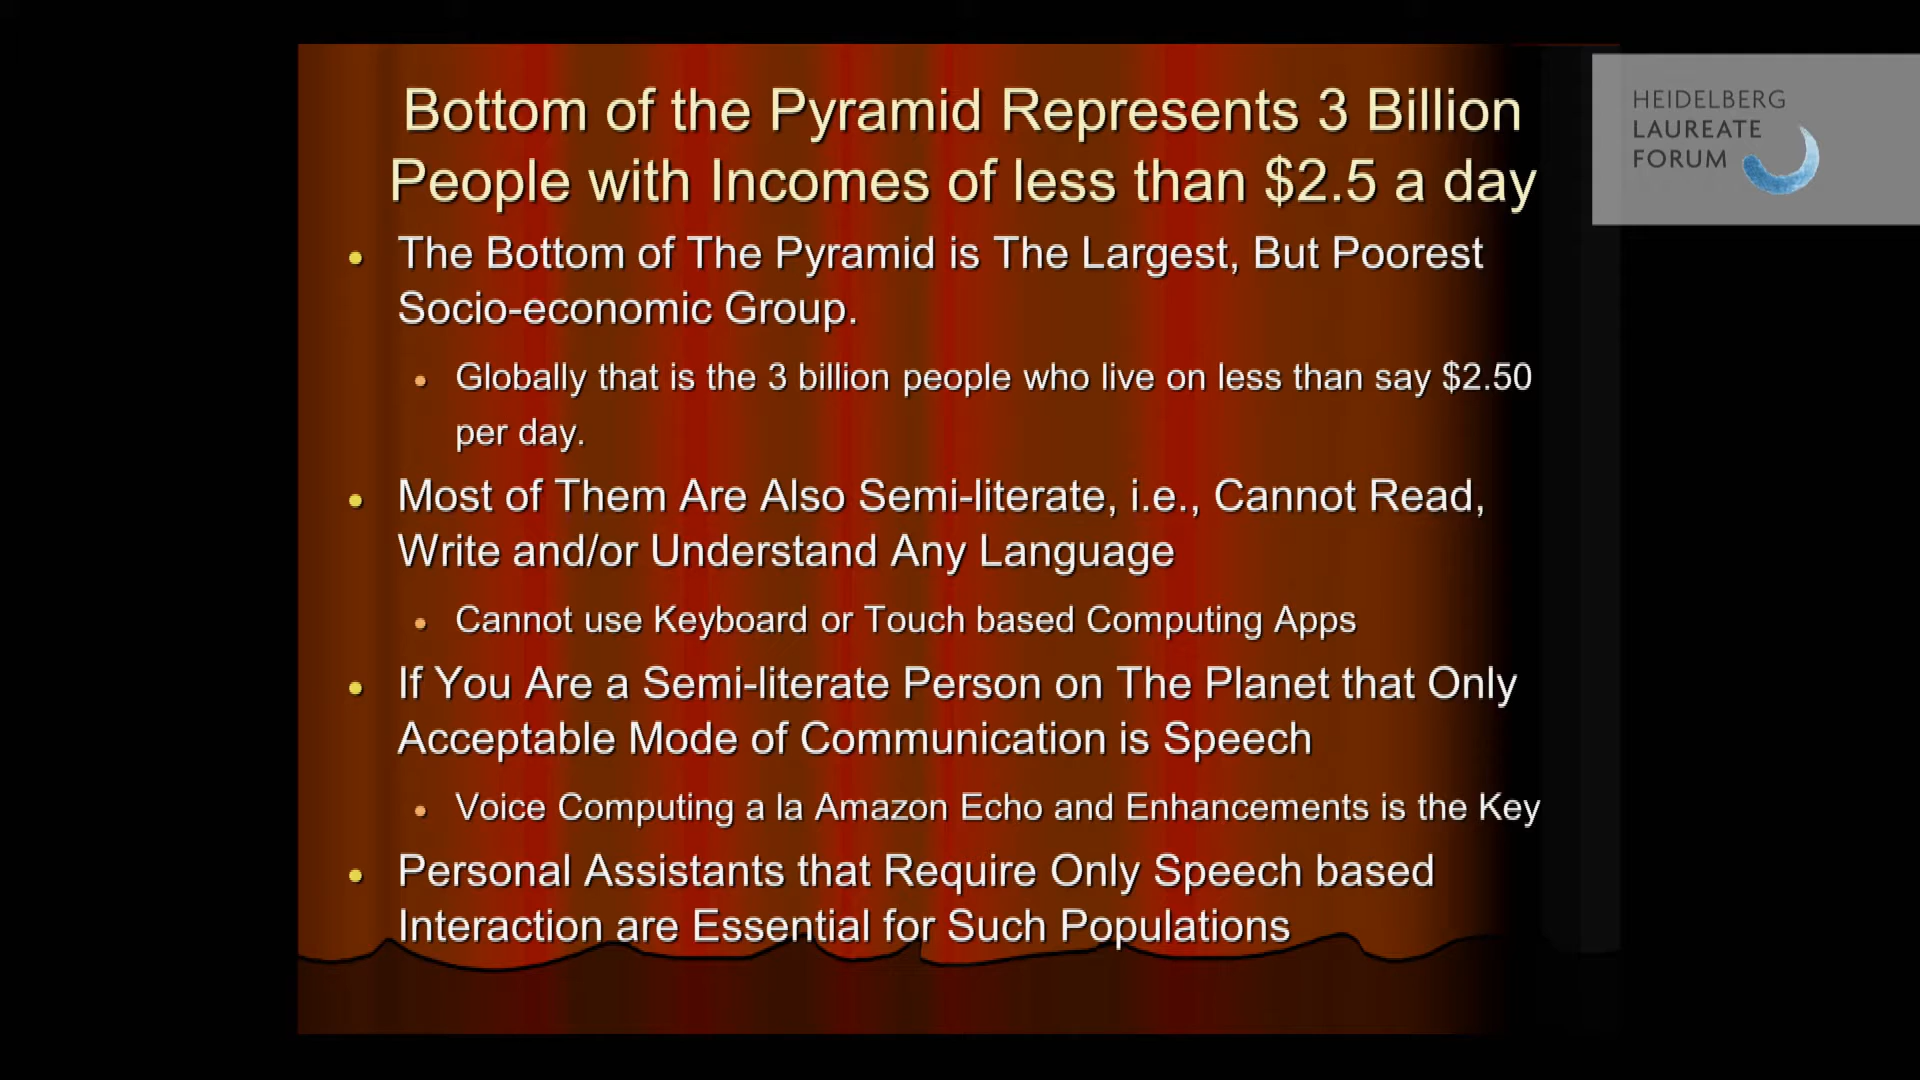 Bottom of the Pyramid Represents 3 Billion
People with Incomes of less than $2.5 a day
HEIDELBERG
LAUREATE
FORUM
The Bottom of The Pyramid is The Largest, But Poorest
Socio-economic Group.
Globally that is the 3 billion people who live on less than say $2.50
per day.
Most of Them Are Also Semi-literate, i.e., Cannot Read,
Write and/or Understand Any Language
Cannot use Keyboard or Touch based Computing Apps
If You Are a Semi-literate Person on The Planet that Only
Acceptable Mode of Communication is Speech
Voice Computing a la Amazon Echo and Enhancements is the Key
Personal Assistants that Require Only Speech based
Interaction are Essential for Such Populations